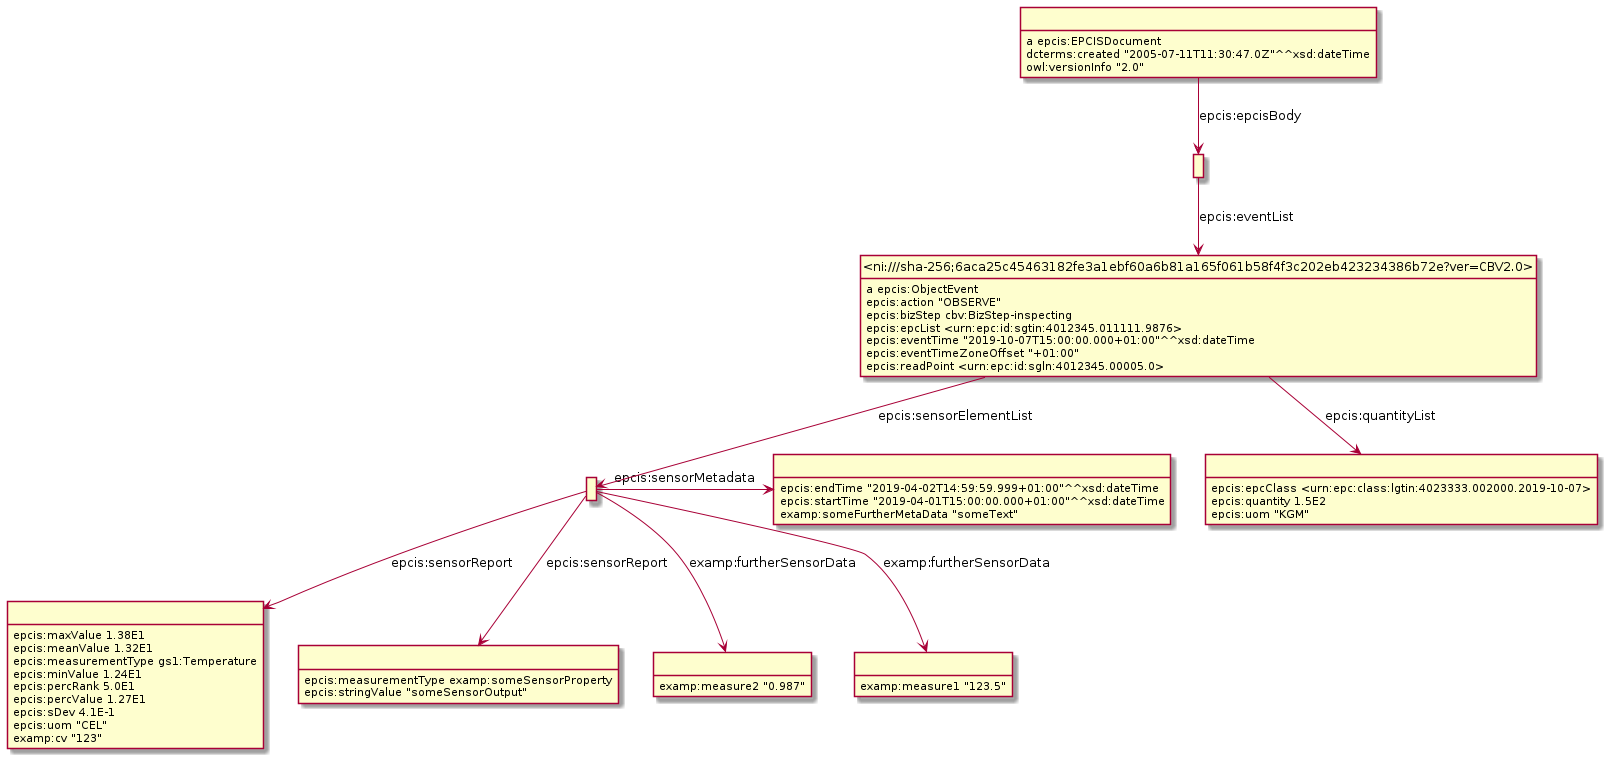 a epcis:EPCISDocument
dcterms:created "2005-07-11T11:30:47.0Z"^^xsd:dateTime
owl:versionInfo "2.0"
epcis:epcisBody
epcis:eventList
<ni:///sha-256;6aca25c45463182fe3a1ebf60a6b81a165f061b58f4f3c202eb423234386b72e?ver=CBV2.0>
a epcis:ObjectEvent
epcis:action "OBSERVE"
epcis:bizStep cbv:BizStep-inspecting
epcis:epcList <urn:epc:id:sgtin:4012345.011111.9876>
epcis:eventTime "2019-10-07T15:00:00.000+01:00"^^xsd:dateTime
epcis:eventTimeZoneOffset "+01:00"
epcis:readPoint <urn:epc:id:sgln:4012345.00005.0>
epcis:sensorElementList
epcis:quantityList
epcis:sensorMetadata
epcis:endTime "2019-04-02T14:59:59.999+01:00"^^xsd:dateTime
epcis:startTime "2019-04-01T15:00:00.000+01:00"^^xsd:dateTime
examp:someFurtherMetaData "someText"
epcis:epcClass <urn:epc:class:lgtin:4023333.002000.2019-10-07>
epcis:quantity 1.5E2
epcis:uom "KGM"
epcis:sensorReport
epcis:sensorReport
examp:furtherSensorData
examp:furtherSensorData
epcis:maxValue 1.38E1
epcis:meanValue 1.32E1
epcis:measurementType gs1:Temperature
epcis:minValue 1.24E1
epcis:percRank 5.0E1
epcis:percValue 1.27E1
epcis:sDev 4.1E-1
epcis:uom "CEL"
examp:cv "123"
epcis:measurementType examp:someSensorProperty
epcis:stringValue "someSensorOutput"
examp:measure2 "0.987"
examp:measure1 "123.5"